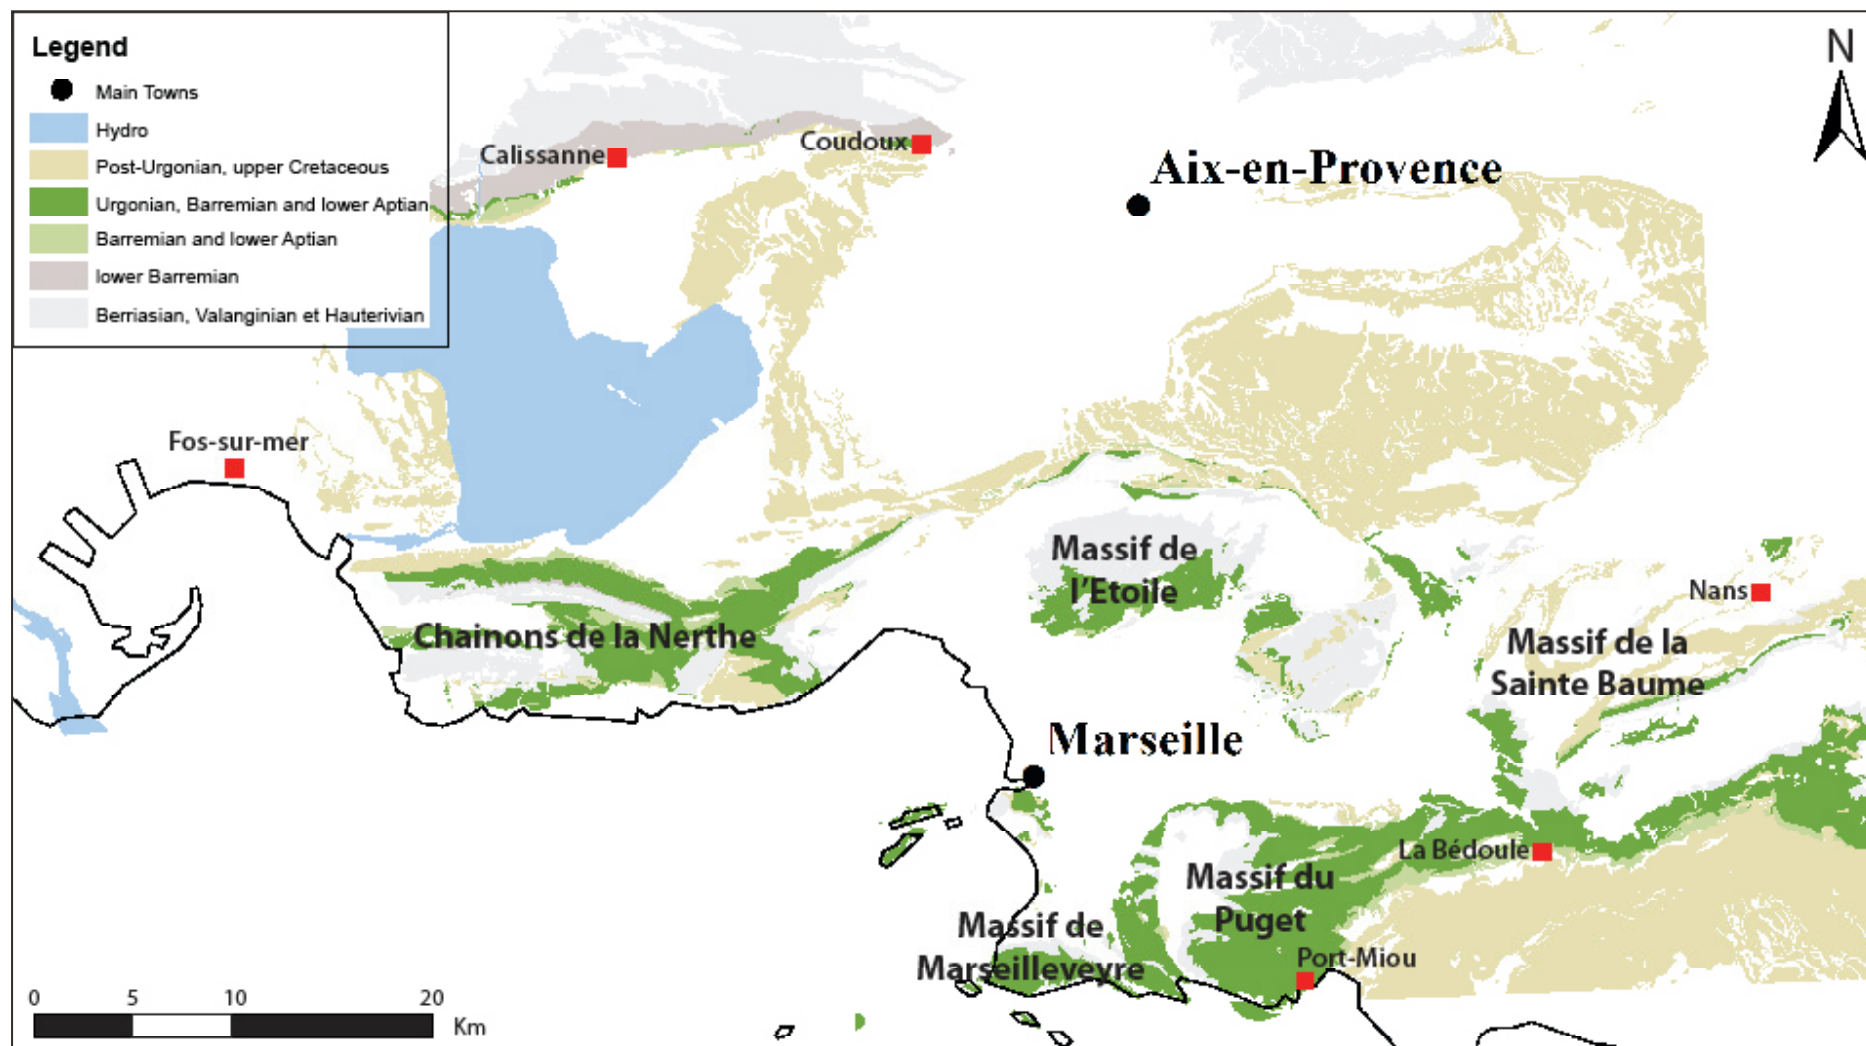 Legend
Main Towns
Hydro
Post-Urgonian, upper Cretaceous
Urgonian, Barremian and lower Aptian
Barremian and lower Aptian
lower Barremian
Berriasian, Valanginian et Hauterivian
N
Calissanne
Coudoux
Aix-en-Provence
Fos-sur-mer
Massif de
l'Etoile
Nans
Chainons de la Nerthe
Massif de la
Sainte Baume
Marseille
La Bédoule
Massif du
Puget
Massif de
Marseilleveyre
Port-Miou
0 5 10 20
Km